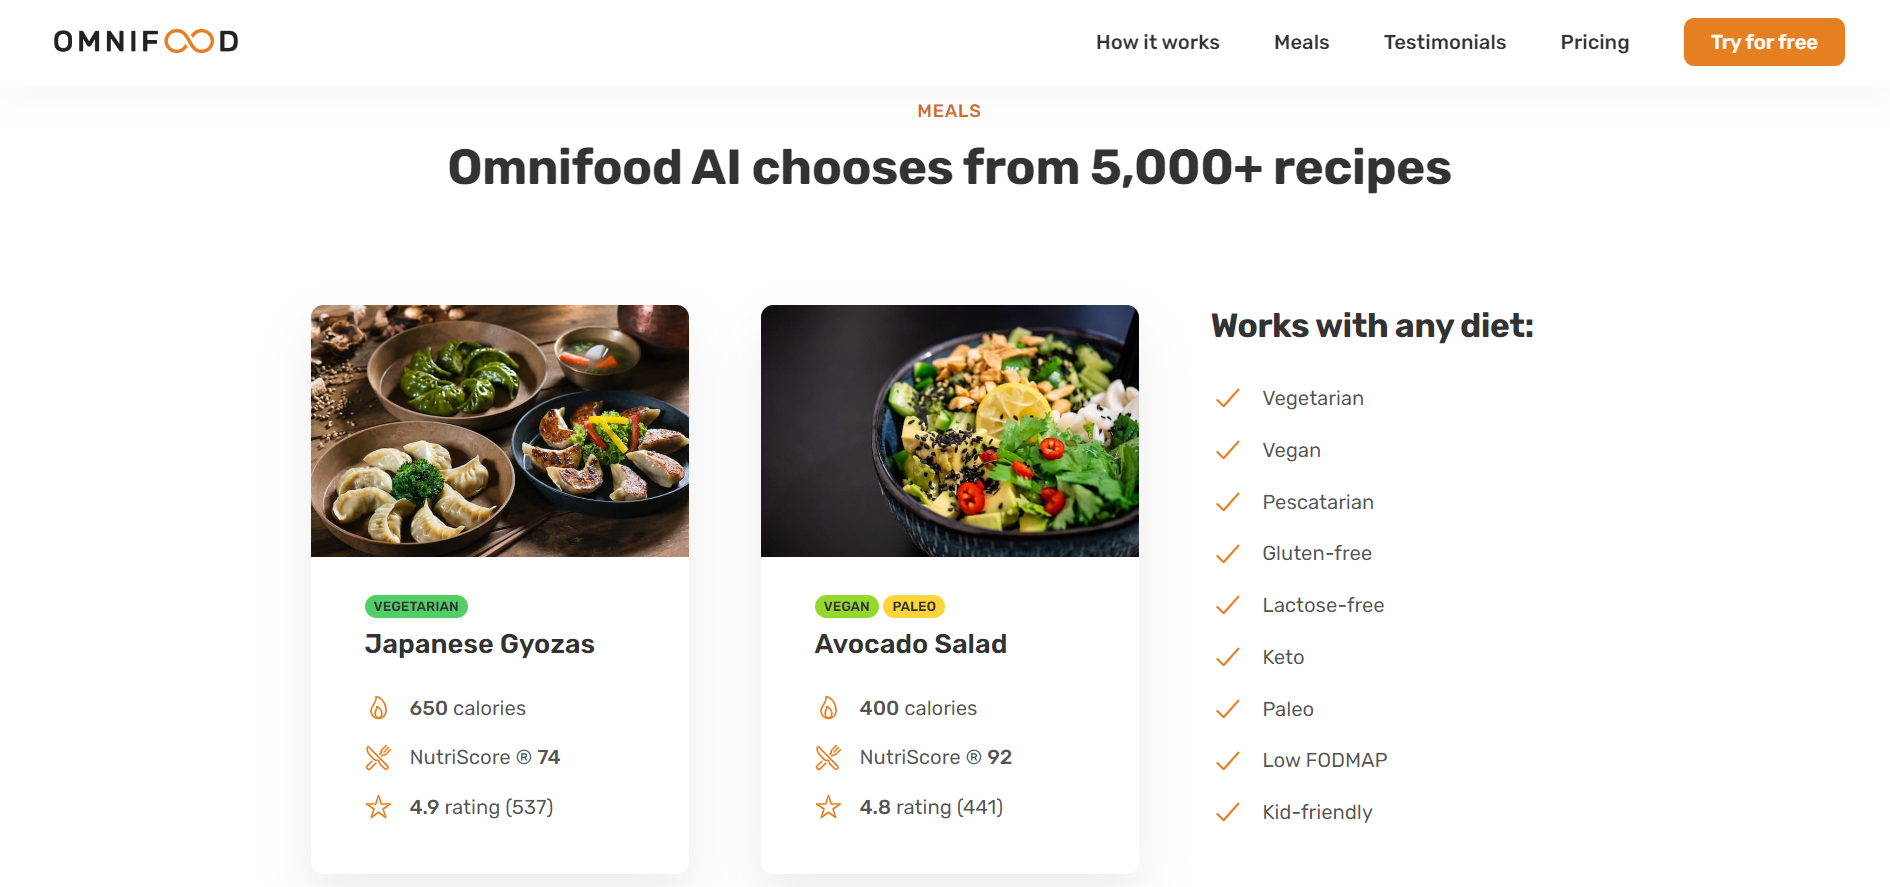 OMNIFOOD
How it works
Meals
Testimonials
Pricing
Try for free
MEALS
Omnifood AI chooses from 5,000+ recipes
VEGETARIAN
Japanese Gyozas
650 calories
NutriScore ® 74
4.9 rating (537)
VEGAN
PALEO
Avocado Salad
400 calories
NutriScore ® 92
4.8 rating (441)
Works with any diet:
Vegetarian
Vegan
Pescatarian
Gluten-free
Lactose-free
Keto
Paleo
Low FODMAP
Kid-friendly